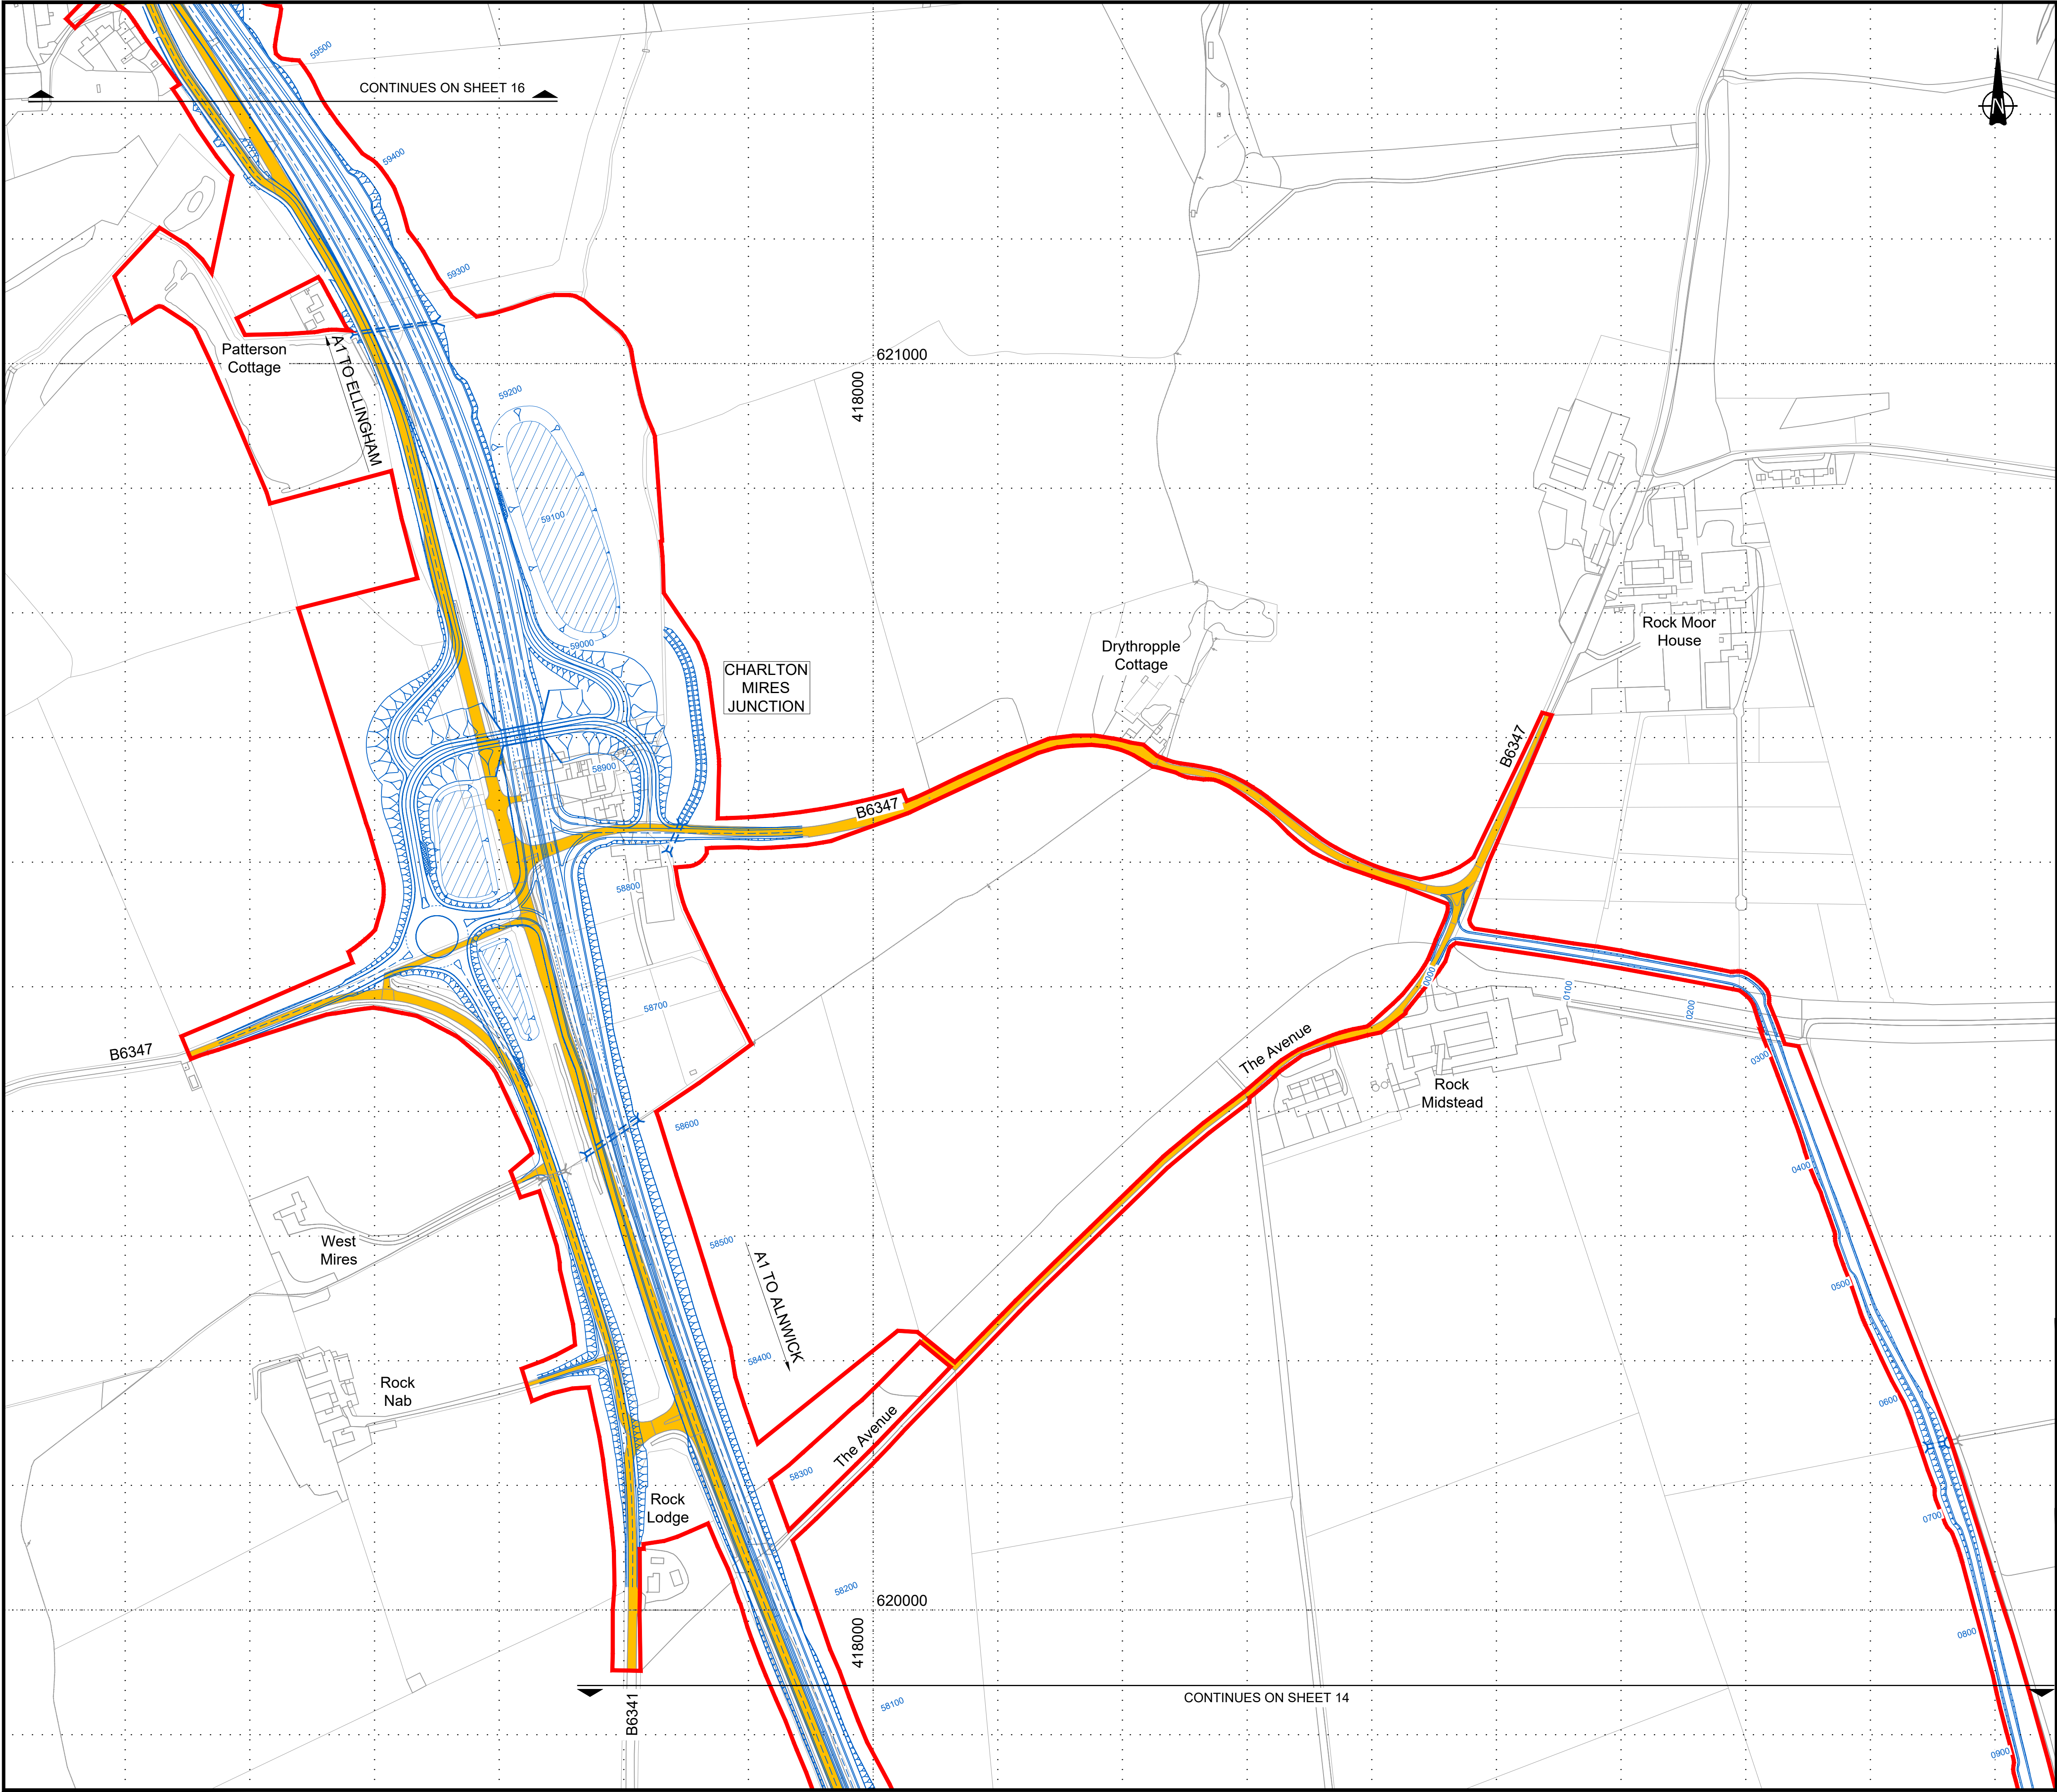 59500
CONTINUES ON SHEET 16
N
59400
59300
Patterson
Cottage
A1 TO ELLINGHAM
621000
418000
59200
59100
59000
CHARLTON
MIRES
JUNCTION
Drythropple
Cottage
Rock Moor
House
B6347
58900
B6347
58800
58700
0000
0100
0200
B6347
The Avenue
0300
Rock
Midstead
58600
0400
West
Mires
58500
A1 TO ALNWICK
0500
58400
Rock
Nab
0600
The Avenue
58300
Rock
Lodge
0700
58200
620000
418000
0800
58100
CONTINUES ON SHEET 14
B6341
0900